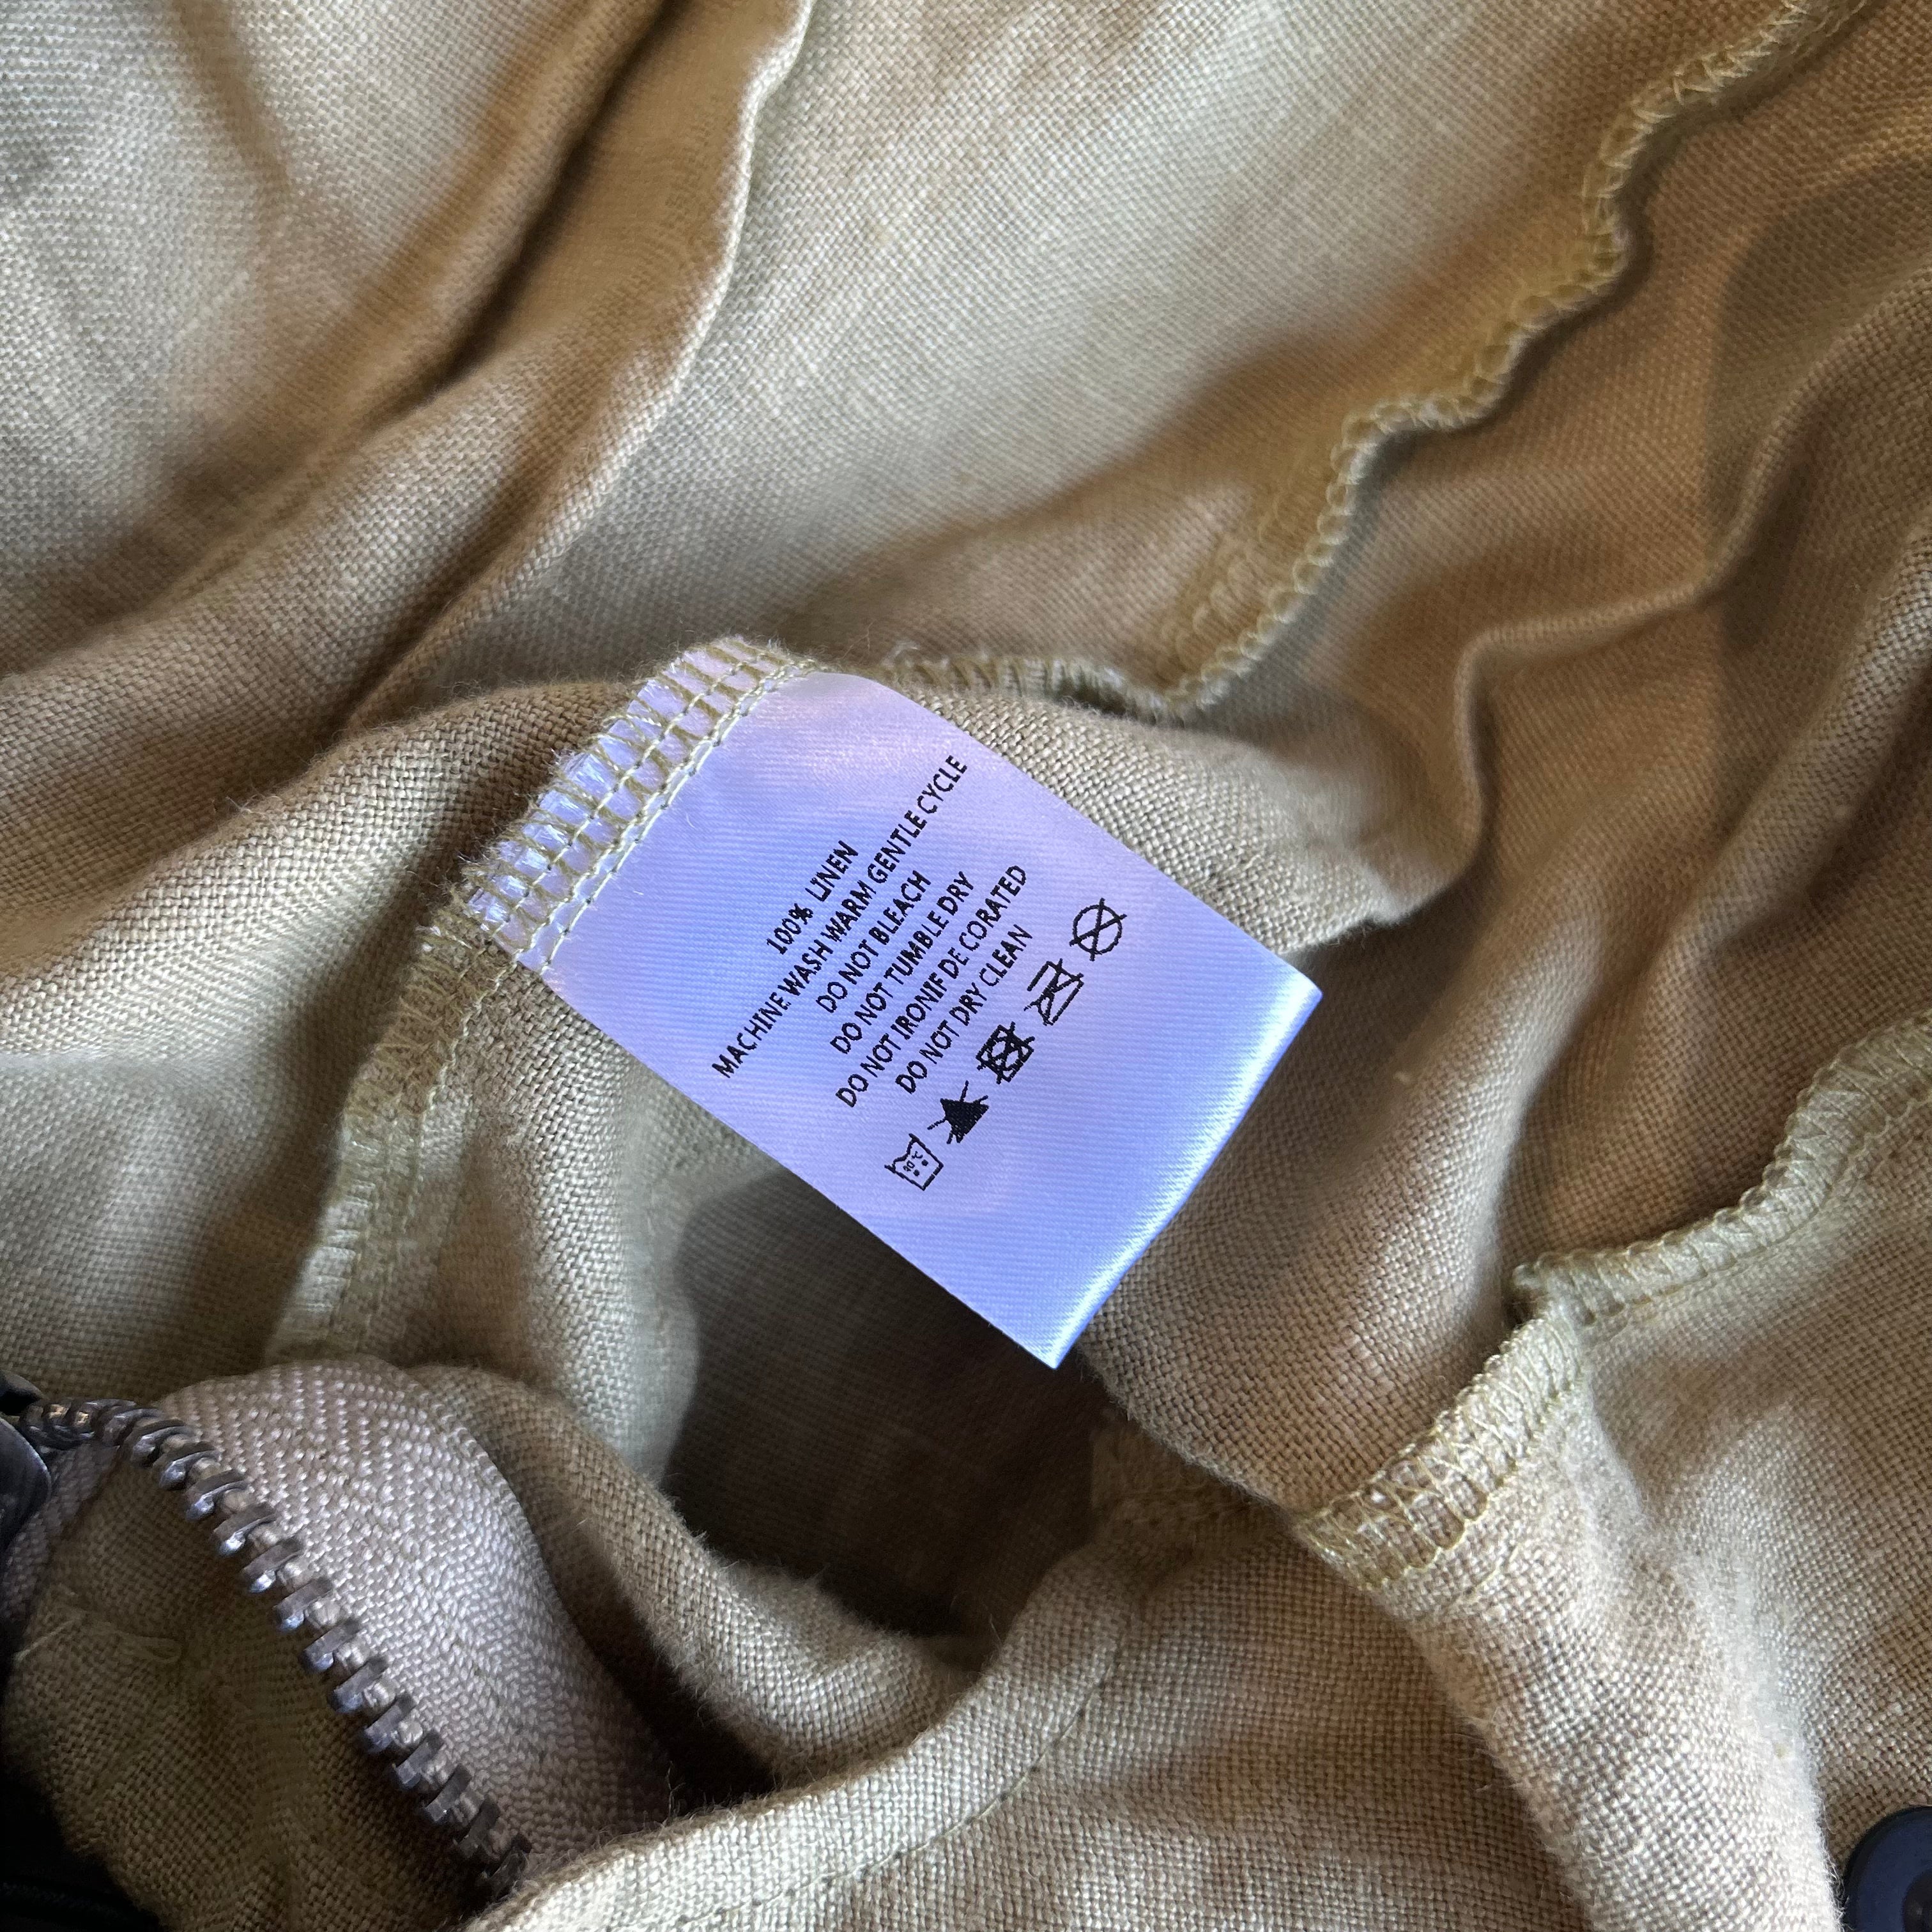 100% LINEN
MACHINE WASH WARM GENTLE CYCLE
DO NOT BLEACH
DO NOT TUMBLE DRY
DO NOT IRONIF DE CORATED
DO NOT DRY CLEAN